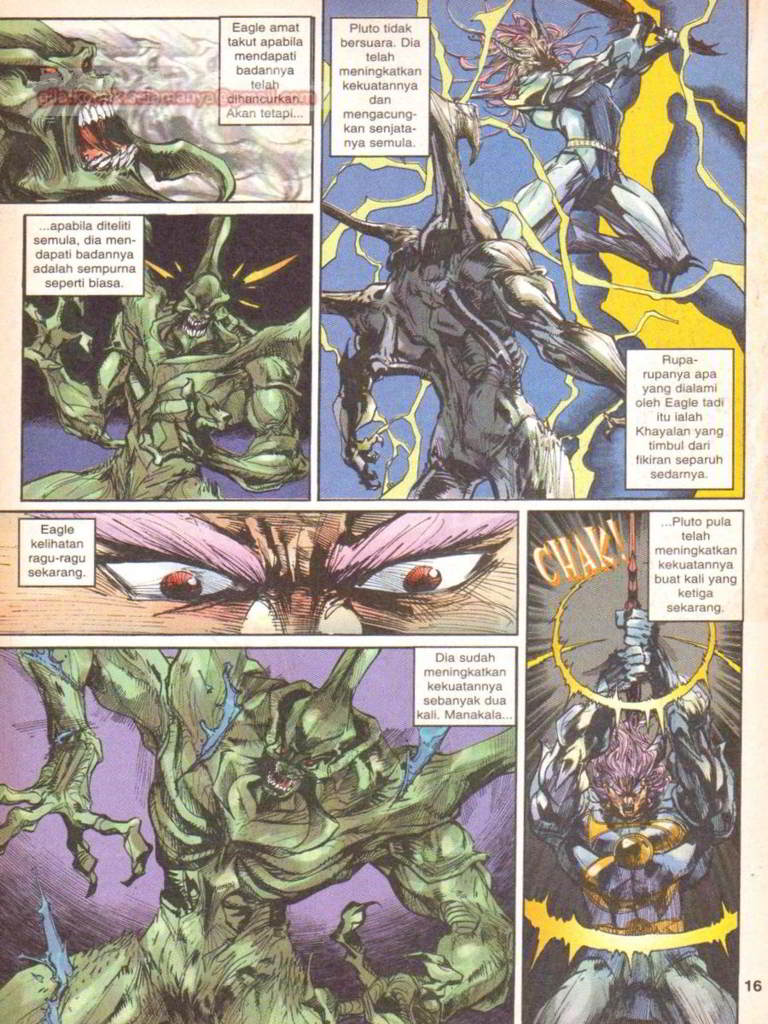 Eagle amat
takut apabila
mendapati
badannya
telah
dihancurkan.
Akan tetapi...
...apabila diteliti
semula, dia men-
dapati badannya
adalah sempurna
seperti biasa.
Pluto tidak
bersuara. Dia
telah
meningkatkan
kekuatannya
dan
mengacung-
kan senjata-
nya semula.
Rupa-
rupanya apa
yang dialami
oleh Eagle tadi
itu ialah
Khayalan yang
timbul dari
fikiran separuh
sedarnya.
Eagle
kelihatan
ragu-ragu
sekarang.
Dia sudah
meningkatkan
kekuatannya
sebanyak dua
kali. Manakala...
...Pluto pula
telah
meningkatkan
kekuatannya
buat kali yang
ketiga
sekarang.
CHAK!
16